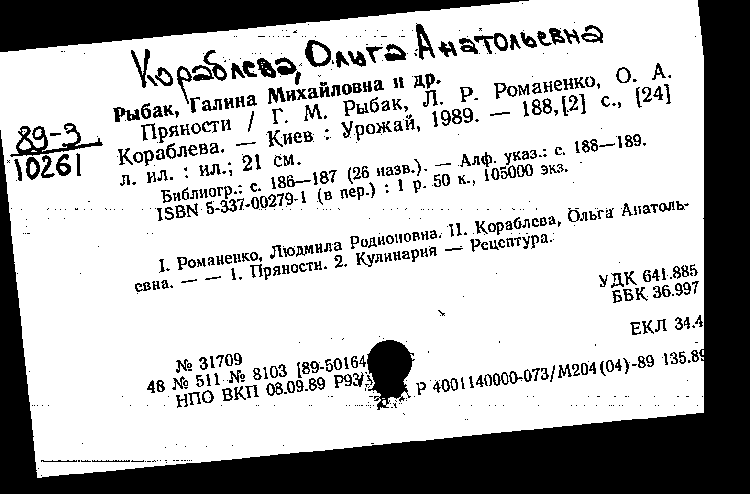 Кораблева, Ольга Анатольевна
89-3
10261
Рыбак, Галина Михайловна и др.
Пряности / Г. М. Рыбак, Л. Р. Романенко, О. А.
Кораблева. — Киев : Урожай, 1989. — 188,[2] с., [24]
л. ил. : ил.; 21 см.
Библиогр.: с. 186—187 (26 назв.). — Алф. указ.: с. 188—189.
ISBN 5-337-00279-1 (в пер.) : 1 р. 50 к., 105000 экз.
I. Романенко, Людмила Родионовна. II. Кораблева, Ольга Анатоль-
евна. — — 1. Пряности. 2. Кулинария — Рецептура.
УДК 641.885
ББК 36.997
ЕКЛ 34.4
№ 31709
46 № 511 № 8103 [89-50164
НПО ВКП 08.09.89 Р93/ Р 4001140000-073/М204(04)-89 135.89